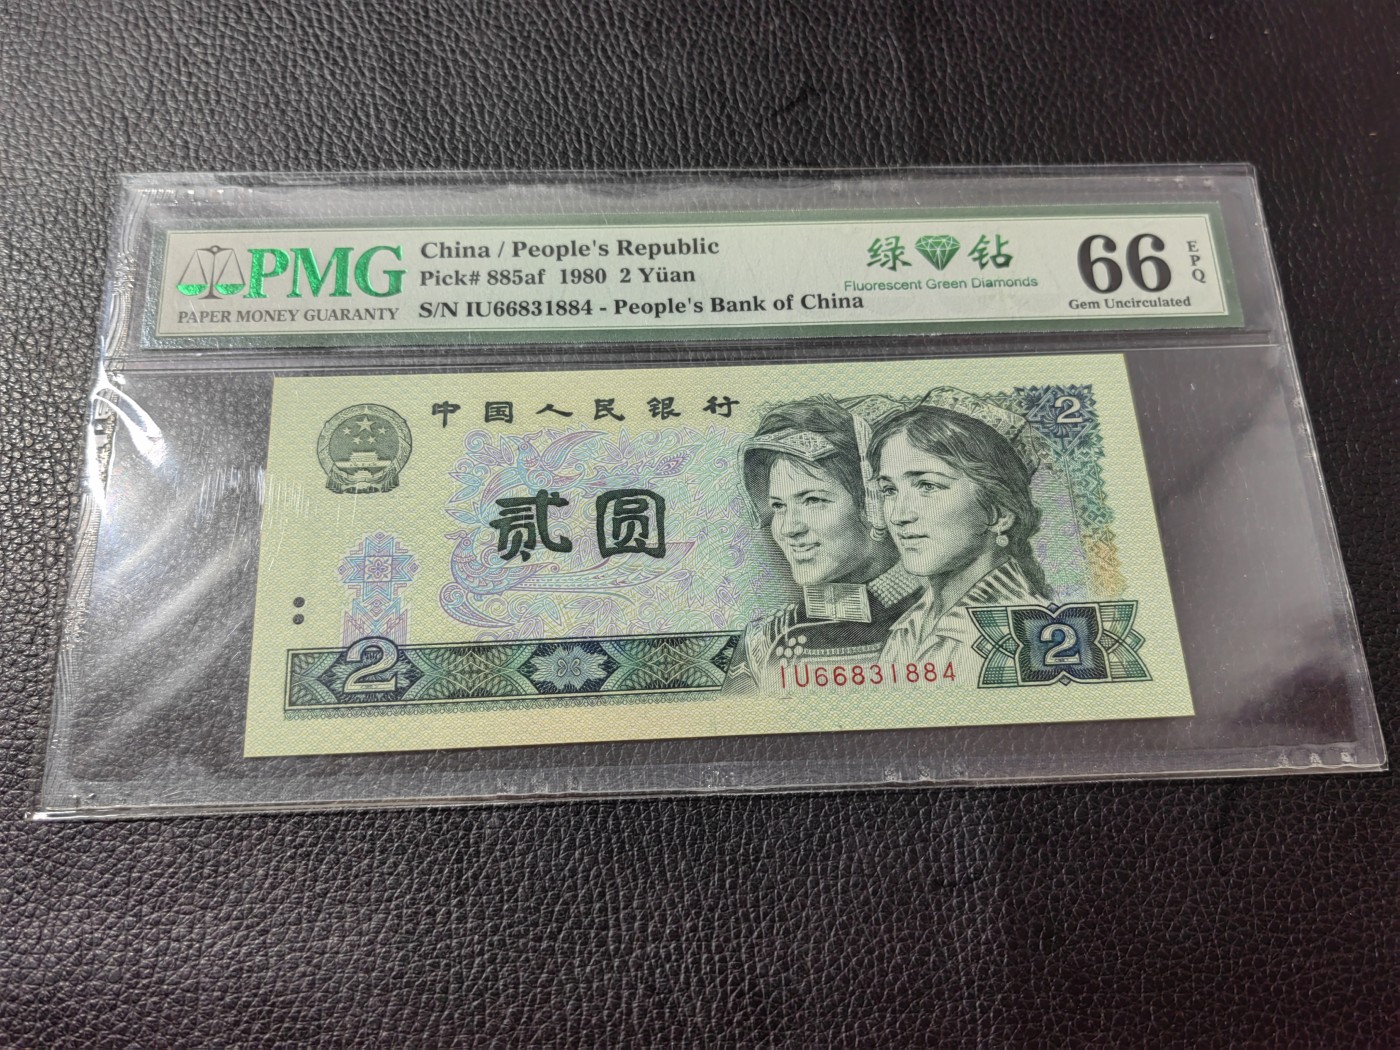 PMG
PAPER MONEY GUARANTY
China / People's Republic
Pick# 885af 1980 2 Yüan
S/N IU66831884 - People's Bank of China
绿钻
Fluorescent Green Diamonds
66
EPQ
Gem Uncirculated
中国人民银行
贰圆
2
2
2
IU66831884